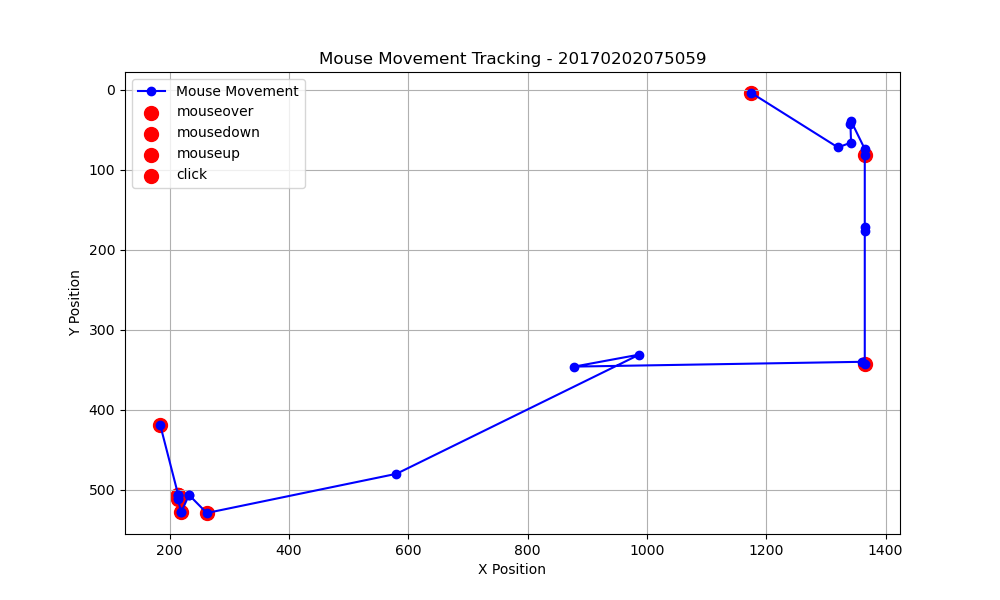 Mouse Movement Tracking - 20170202075059
Mouse Movement
mouseover
mousedown
mouseup
click
0
100
200
300
400
500
Y Position
200 400 600 800 1000 1200 1400
X Position